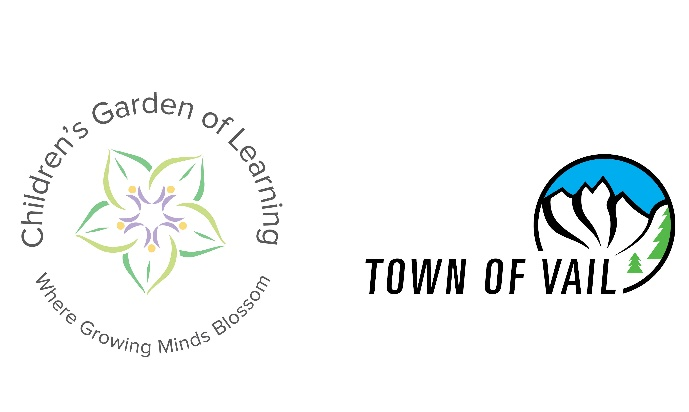 Children's Garden of Learning
Where Growing Minds Blossom
TOWN OF VAIL